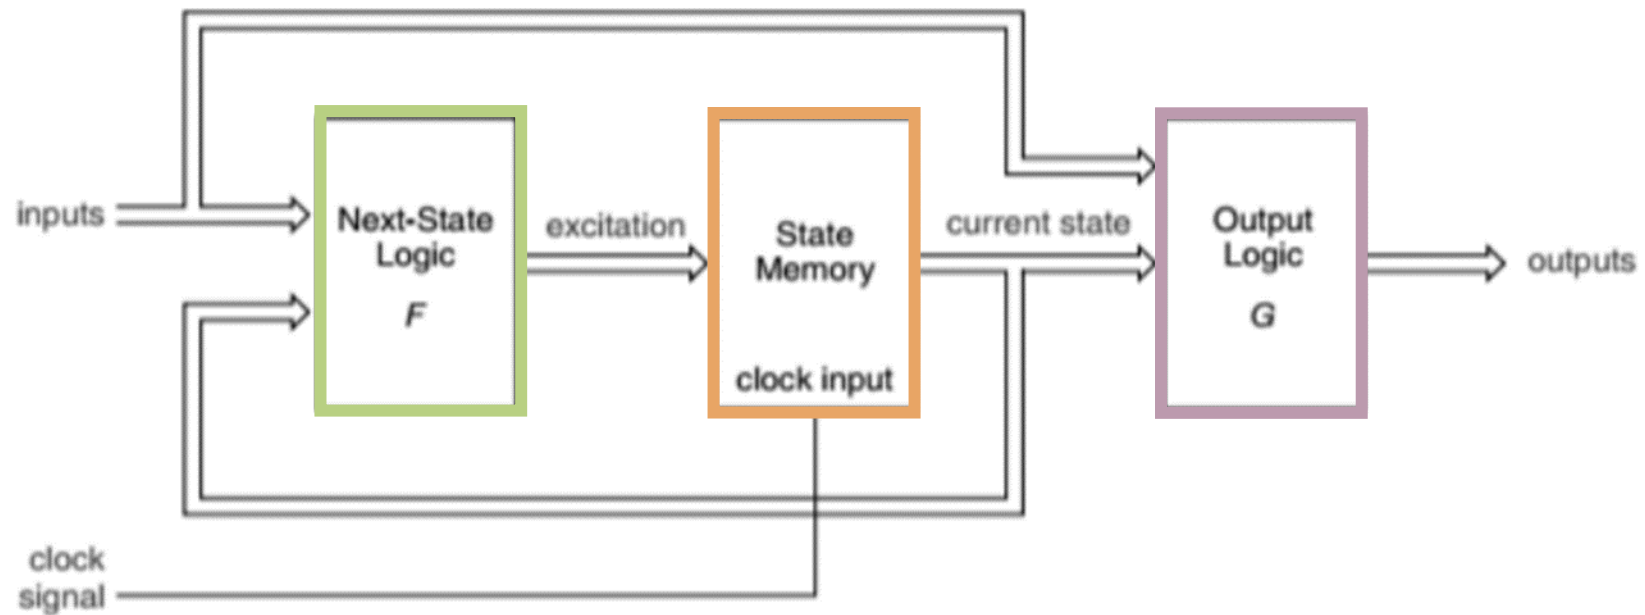 inputs
Next-State
Logic
F
excitation
State
Memory
clock input
current state
Output
Logic
G
outputs
clock
signal